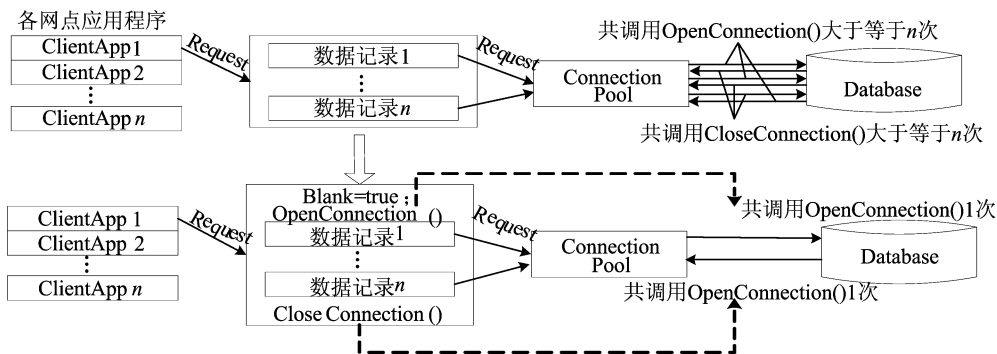 各网点应用程序
ClientApp 1
ClientApp 2
⋮
ClientApp n
Request
数据记录1
⋮
数据记录n
Request
Connection
Pool
共调用OpenConnection()大于等于n次
Database
共调用CloseConnection()大于等于n次
ClientApp 1
ClientApp 2
⋮
ClientApp n
Request
Blank=true ;
OpenConnection ()
数据记录1
⋮
数据记录n
Close Connection ()
Request
Connection
Pool
共调用OpenConnection()1次
Database
共调用OpenConnection()1次